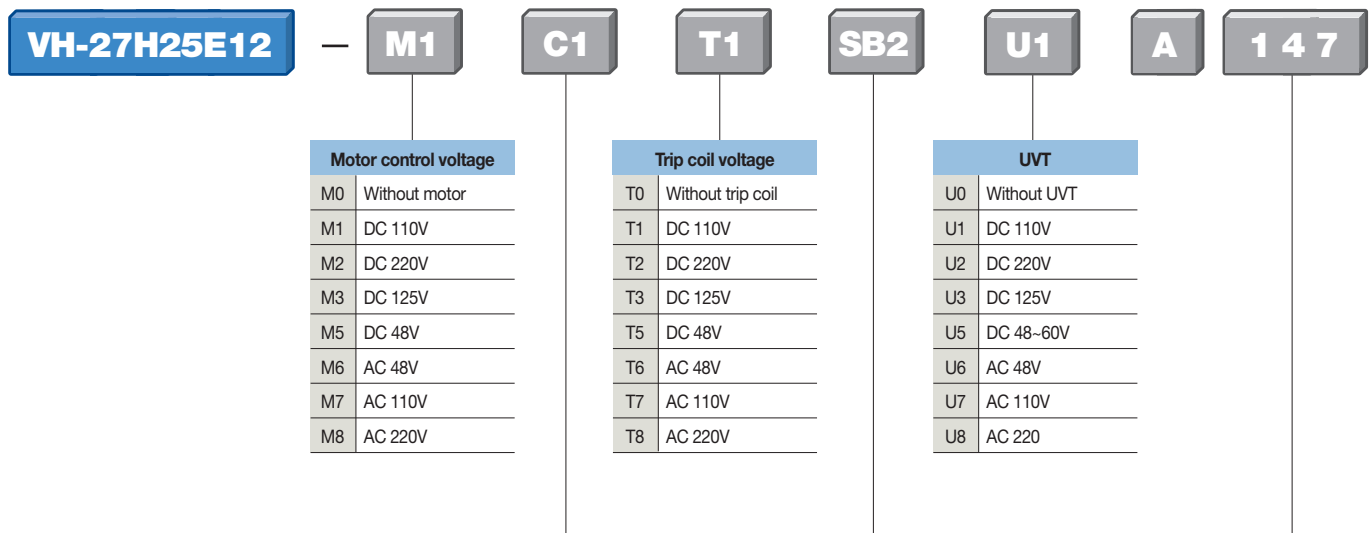 VH-27H25E12 — M1 C1 T1 SB2 U1 A 1 4 7
Motor control voltage
M0 Without motor
M1 DC 110V
M2 DC 220V
M3 DC 125V
M5 DC 48V
M6 AC 48V
M7 AC 110V
M8 AC 220V
Trip coil voltage
T0 Without trip coil
T1 DC 110V
T2 DC 220V
T3 DC 125V
T5 DC 48V
T6 AC 48V
T7 AC 110V
T8 AC 220V
UVT
U0 Without UVT
U1 DC 110V
U2 DC 220V
U3 DC 125V
U5 DC 48~60V
U6 AC 48V
U7 AC 110V
U8 AC 220